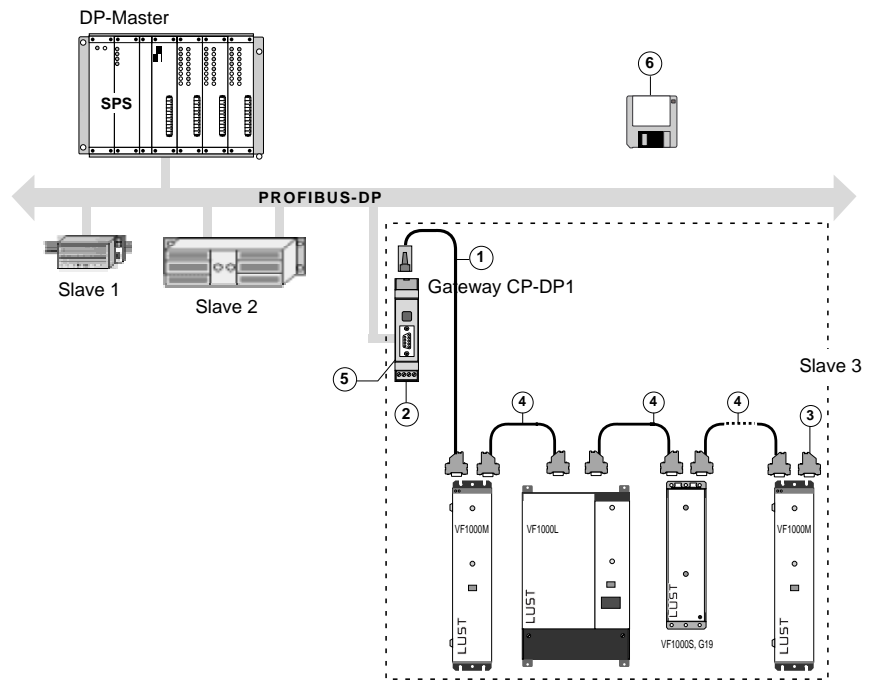 DP-Master
SPS
6
PROFIBUS-DP
1
Slave 1
Slave 2
Gateway CP-DP1
5
2
Slave 3
4
4
4
3
VF1000M
LUST
VF1000L
LUST
LUST
VF1000S, G19
VF1000M
LUST